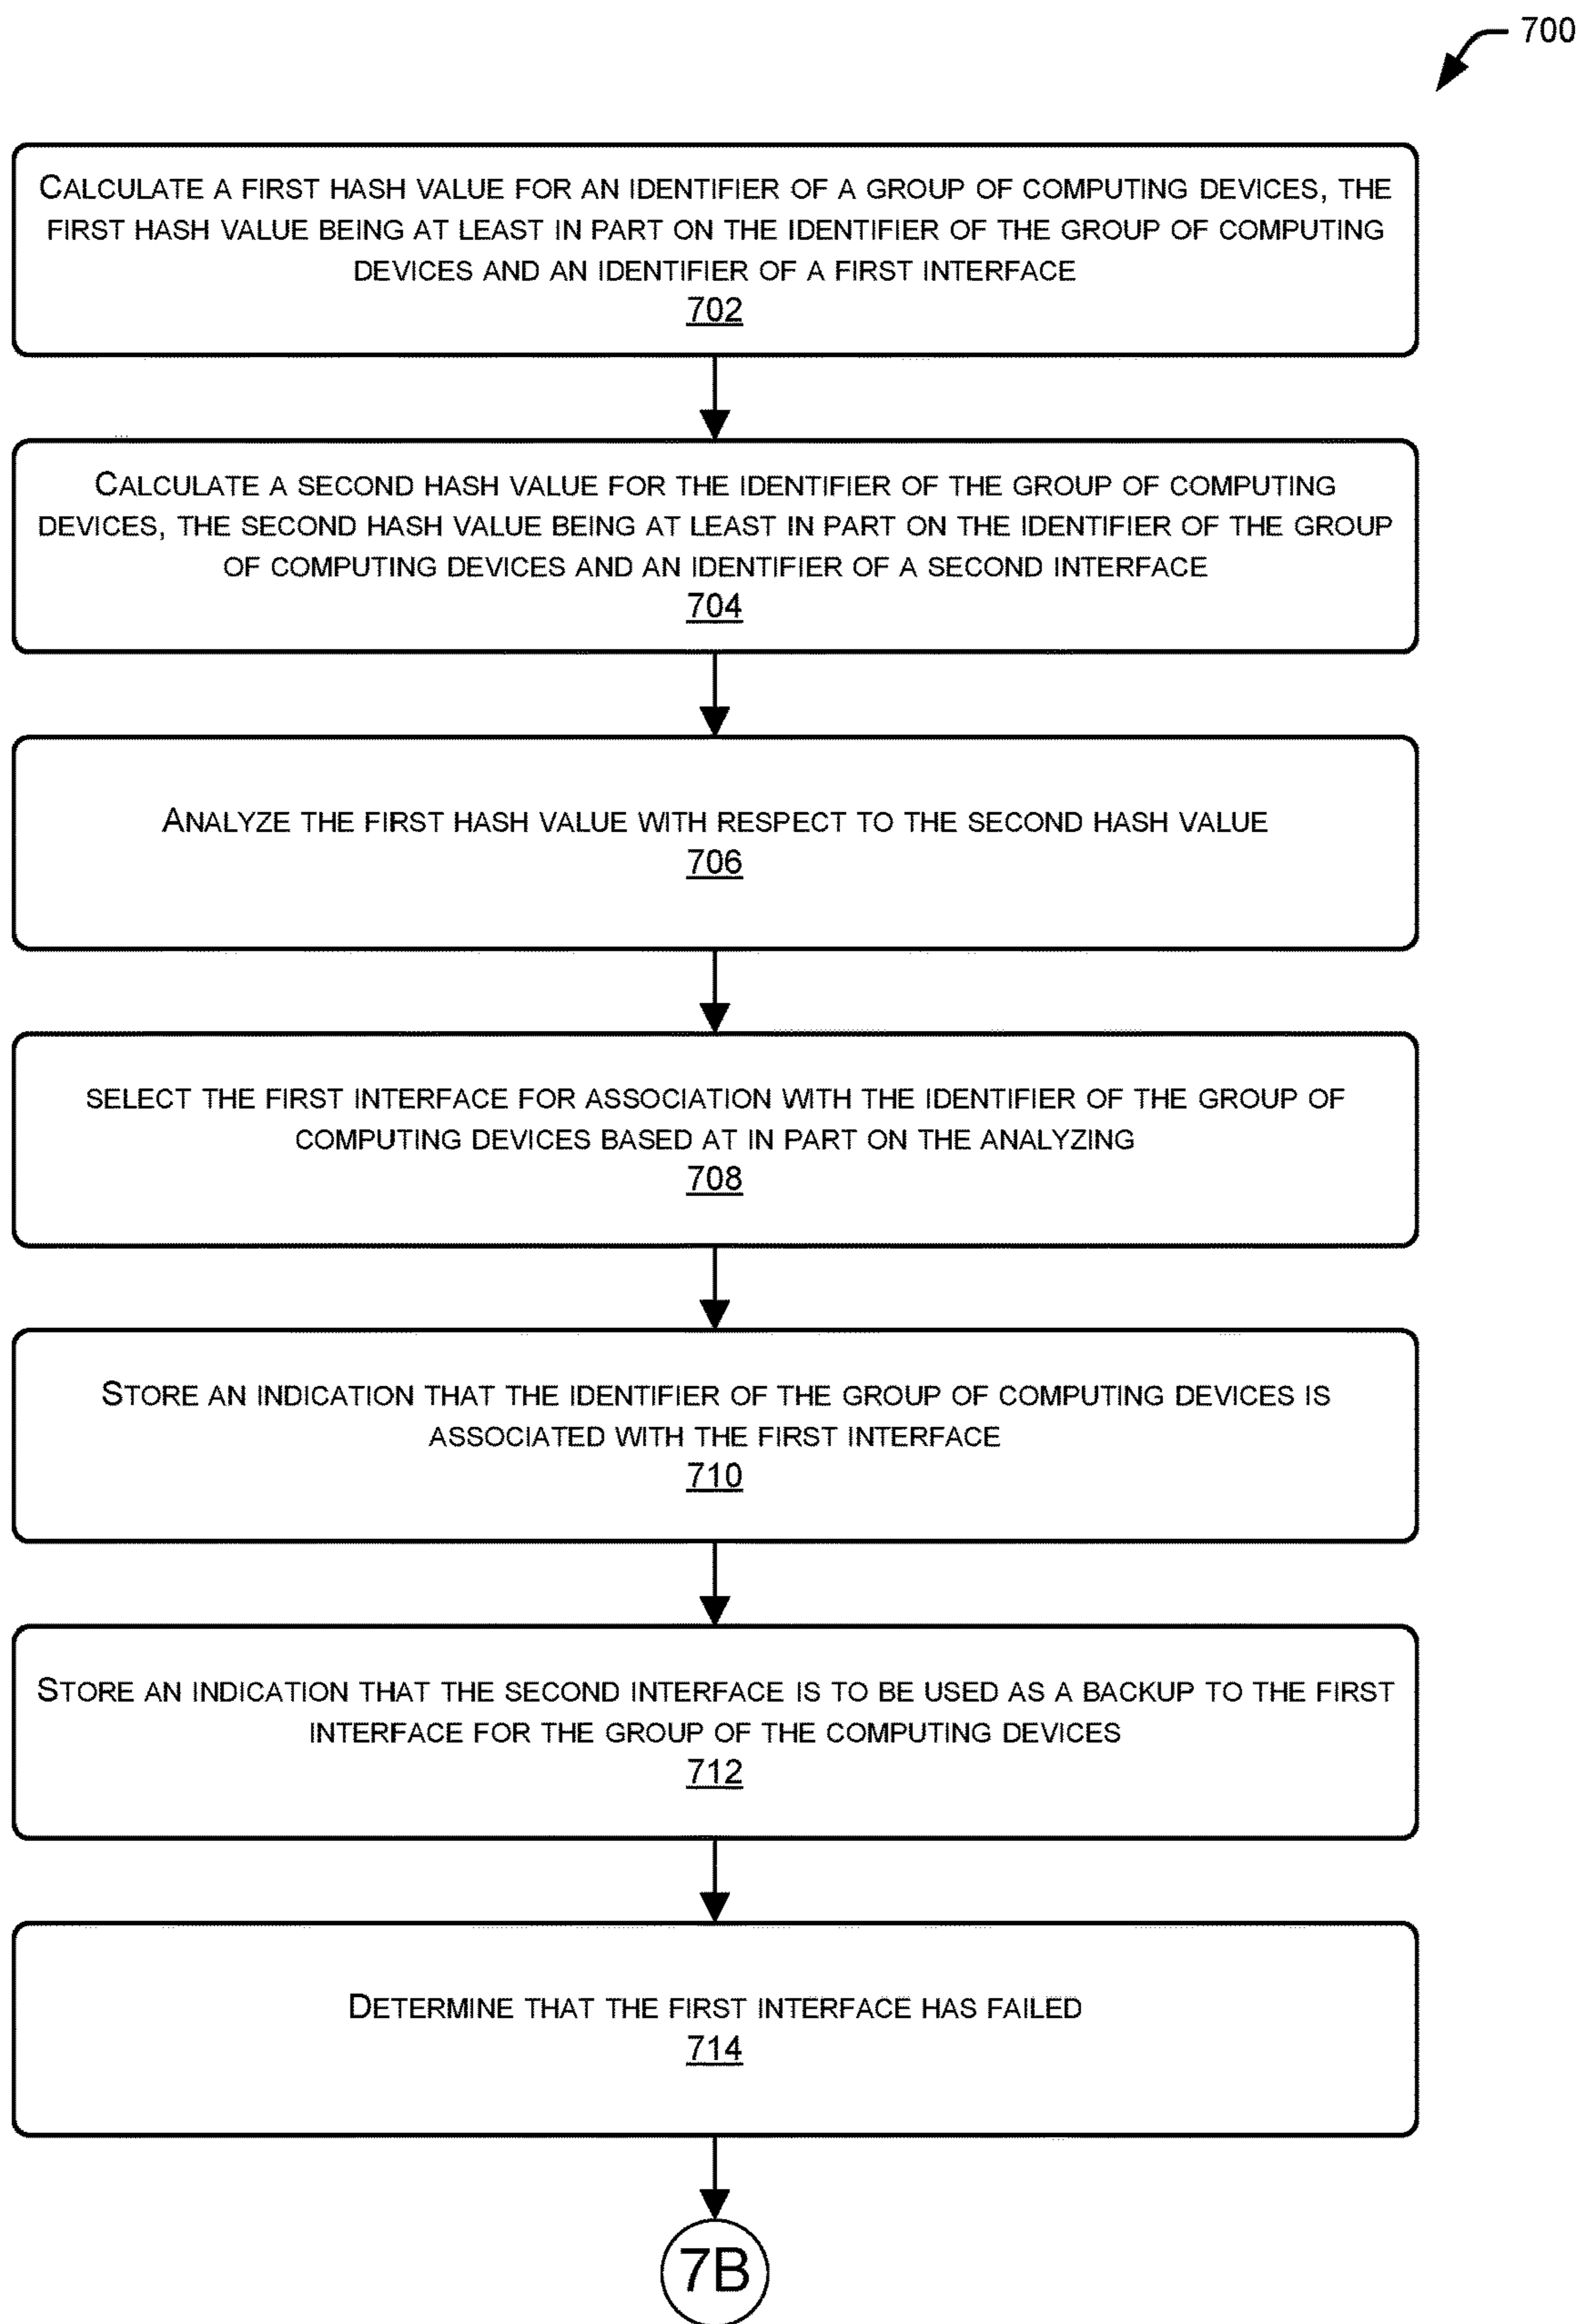 700
CALCULATE A FIRST HASH VALUE FOR AN IDENTIFIER OF A GROUP OF COMPUTING DEVICES, THE
FIRST HASH VALUE BEING AT LEAST IN PART ON THE IDENTIFIER OF THE GROUP OF COMPUTING
DEVICES AND AN IDENTIFIER OF A FIRST INTERFACE
702
CALCULATE A SECOND HASH VALUE FOR THE IDENTIFIER OF THE GROUP OF COMPUTING
DEVICES, THE SECOND HASH VALUE BEING AT LEAST IN PART ON THE IDENTIFIER OF THE GROUP
OF COMPUTING DEVICES AND AN IDENTIFIER OF A SECOND INTERFACE
704
ANALYZE THE FIRST HASH VALUE WITH RESPECT TO THE SECOND HASH VALUE
706
SELECT THE FIRST INTERFACE FOR ASSOCIATION WITH THE IDENTIFIER OF THE GROUP OF
COMPUTING DEVICES BASED AT IN PART ON THE ANALYZING
708
STORE AN INDICATION THAT THE IDENTIFIER OF THE GROUP OF COMPUTING DEVICES IS
ASSOCIATED WITH THE FIRST INTERFACE
710
STORE AN INDICATION THAT THE SECOND INTERFACE IS TO BE USED AS A BACKUP TO THE FIRST
INTERFACE FOR THE GROUP OF THE COMPUTING DEVICES
712
DETERMINE THAT THE FIRST INTERFACE HAS FAILED
714
7B